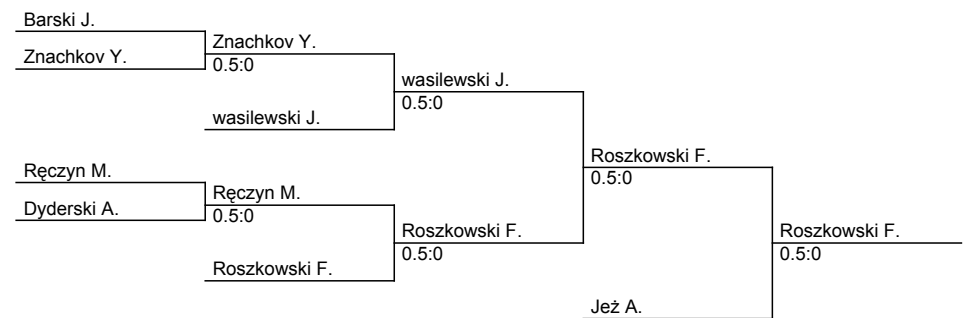 Barski J.
Znachkov Y.
Znachkov Y.
0.5:0
wasilewski J.
wasilewski J.
0.5:0
Ręczyn M.
Dyderski A.
Ręczyn M.
0.5:0
Roszkowski F.
Roszkowski F.
0.5:0
Roszkowski F.
0.5:0
Jeż A.
Roszkowski F.
0.5:0